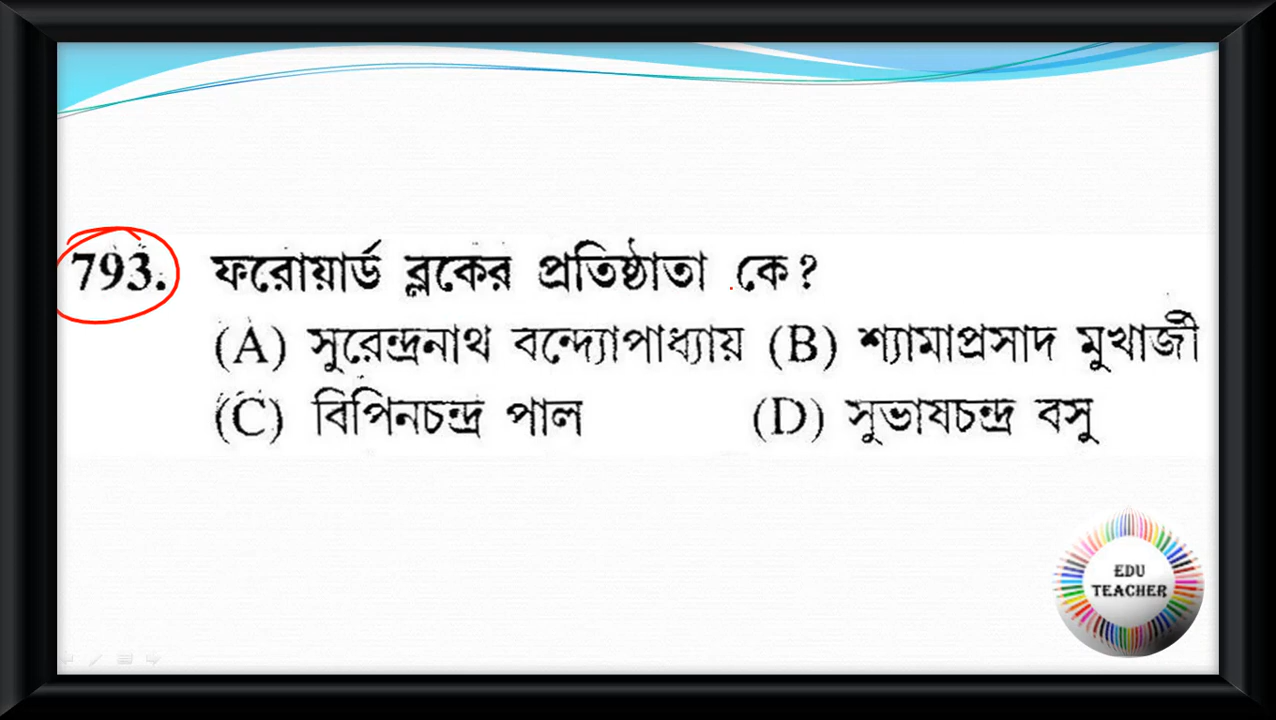 793. ফরোয়ার্ড ব্লকের প্রতিষ্ঠাতা কে?
(A) সুরেন্দ্রনাথ বন্দ্যোপাধ্যায় (B) শ্যামাপ্রসাদ মুখার্জী
(C) বিপিনচন্দ্র পাল (D) সুভাষচন্দ্র বসু
EDU
TEACHER